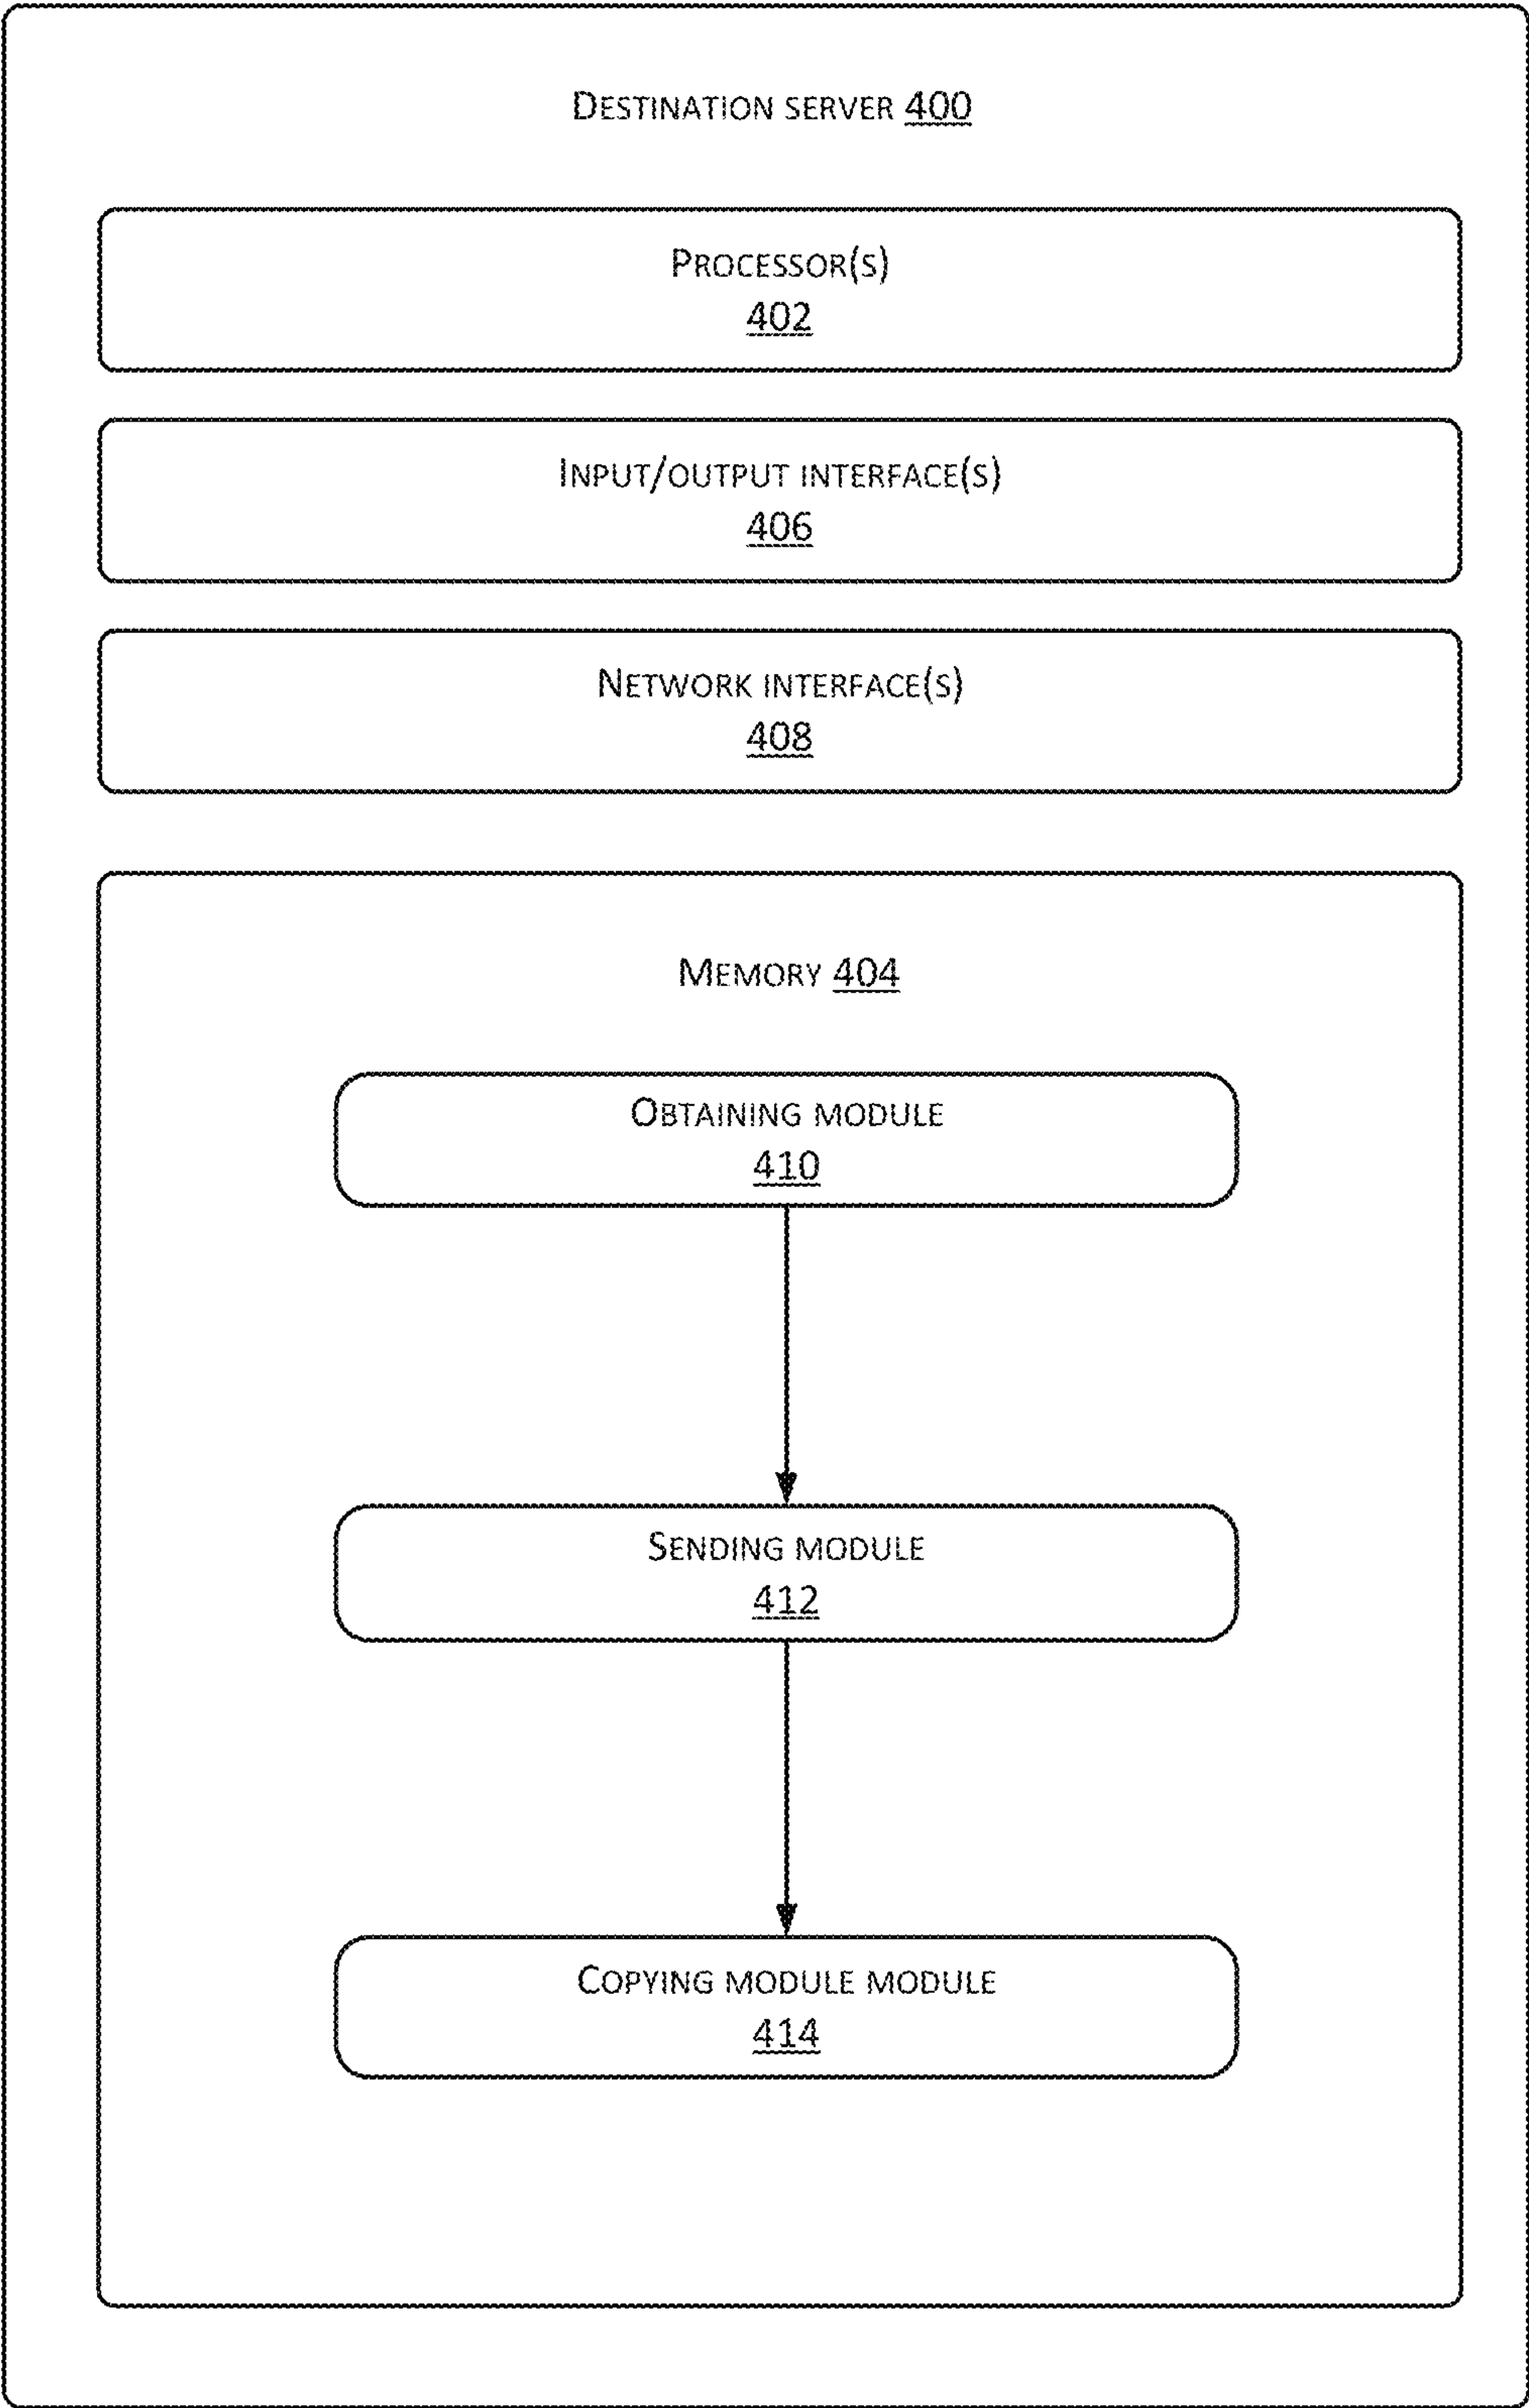 DESTINATION SERVER 400
PROCESSOR(S)
402
INPUT/OUTPUT INTERFACE(S)
406
NETWORK INTERFACE(S)
408
MEMORY 404
OBTAINING MODULE
410
SENDING MODULE
412
COPYING MODULE MODULE
414